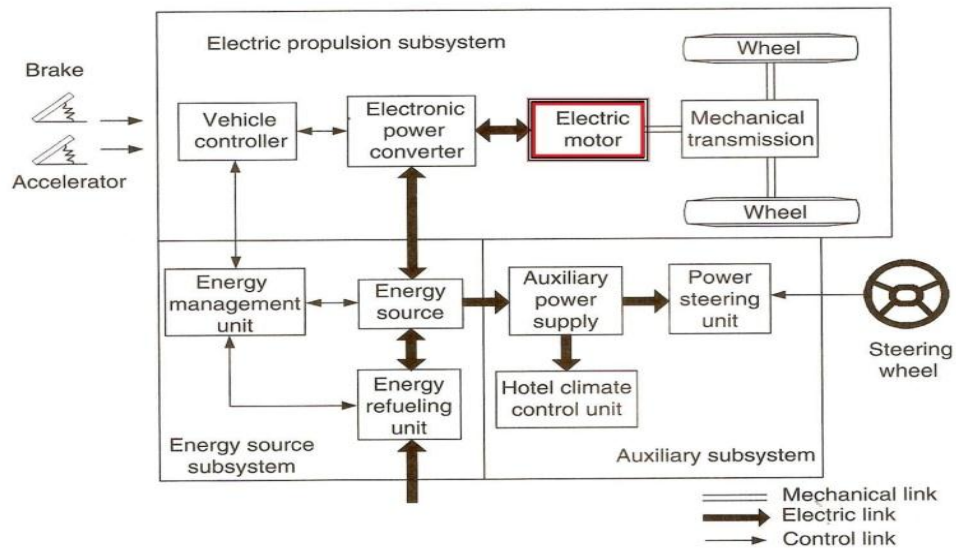 Electric propulsion subsystem
Wheel
Brake
Vehicle
controller
Electronic
power
converter
Electric
motor
Mechanical
transmission
Accelerator
Wheel
Energy
management
unit
Energy
source
Auxiliary
power
supply
Power
steering
unit
Steering
wheel
Energy
refueling
unit
Hotel climate
control unit
Energy source
subsystem
Auxiliary subsystem
Mechanical link
Electric link
Control link